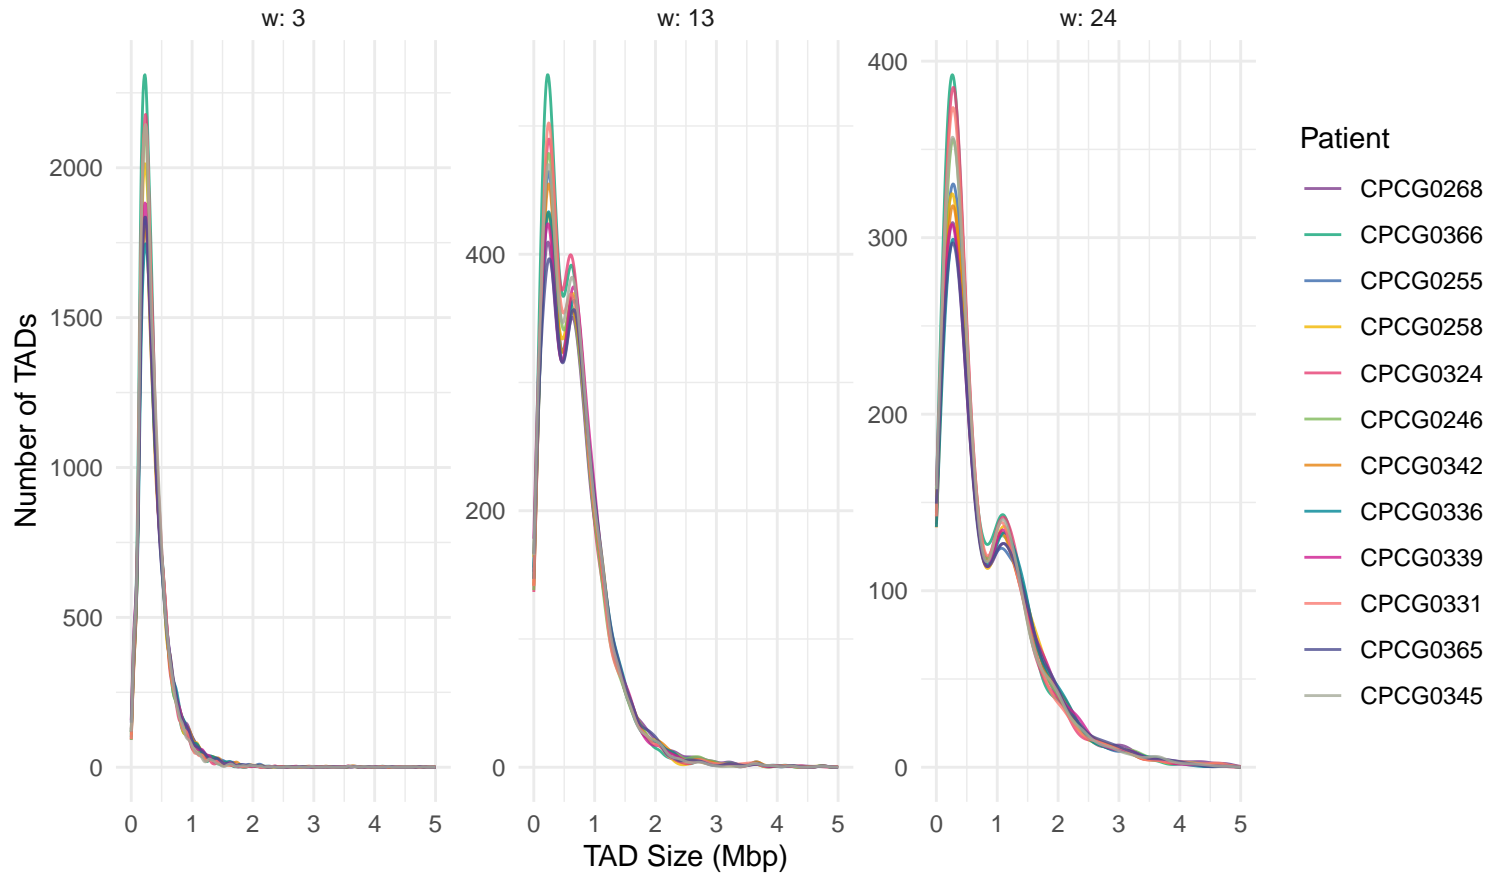 w: 3
w: 13
w: 24
Number of TADs
2000
1500
1000
500
0
400
200
0
400
300
200
100
0
0 1 2 3 4 5
0 1 2 3 4 5
0 1 2 3 4 5
TAD Size (Mbp)
Patient
CPCG0268
CPCG0366
CPCG0255
CPCG0258
CPCG0324
CPCG0246
CPCG0342
CPCG0336
CPCG0339
CPCG0331
CPCG0365
CPCG0345